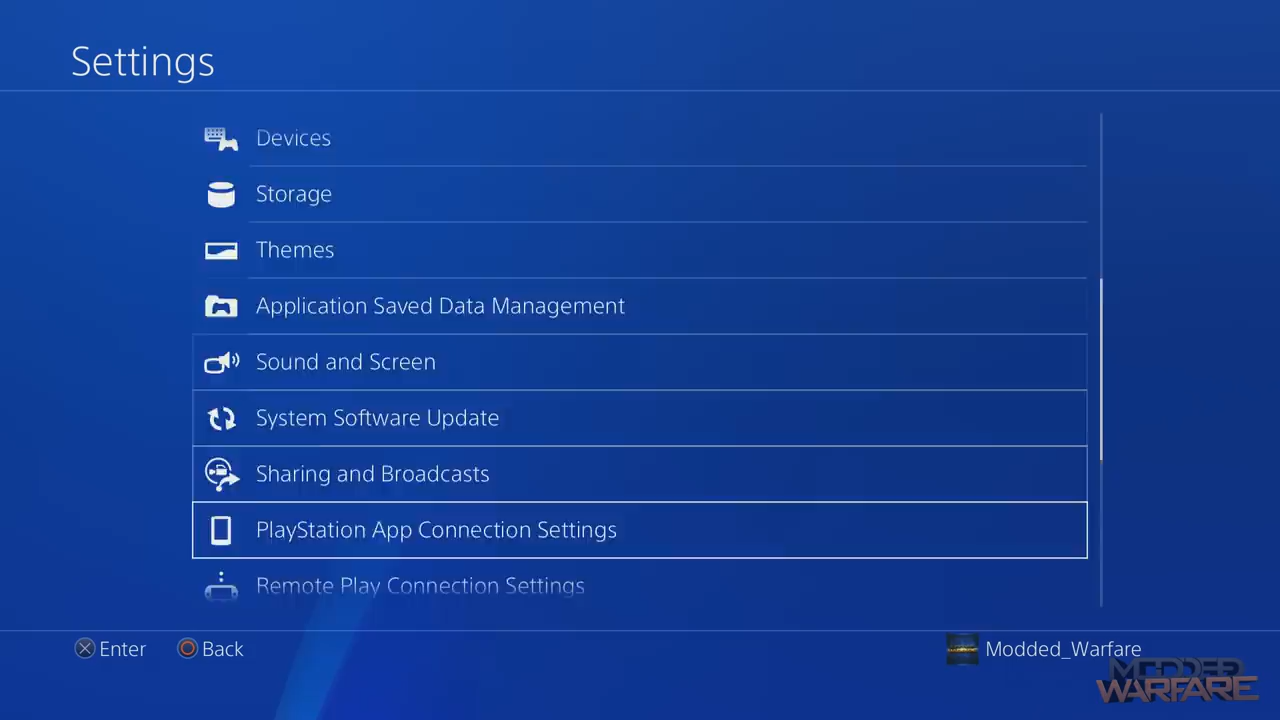 Settings
Devices
Storage
Themes
Application Saved Data Management
Sound and Screen
System Software Update
Sharing and Broadcasts
PlayStation App Connection Settings
Remote Play Connection Settings
Enter
Back
Modded_Warfare
MODDED
WARFARE